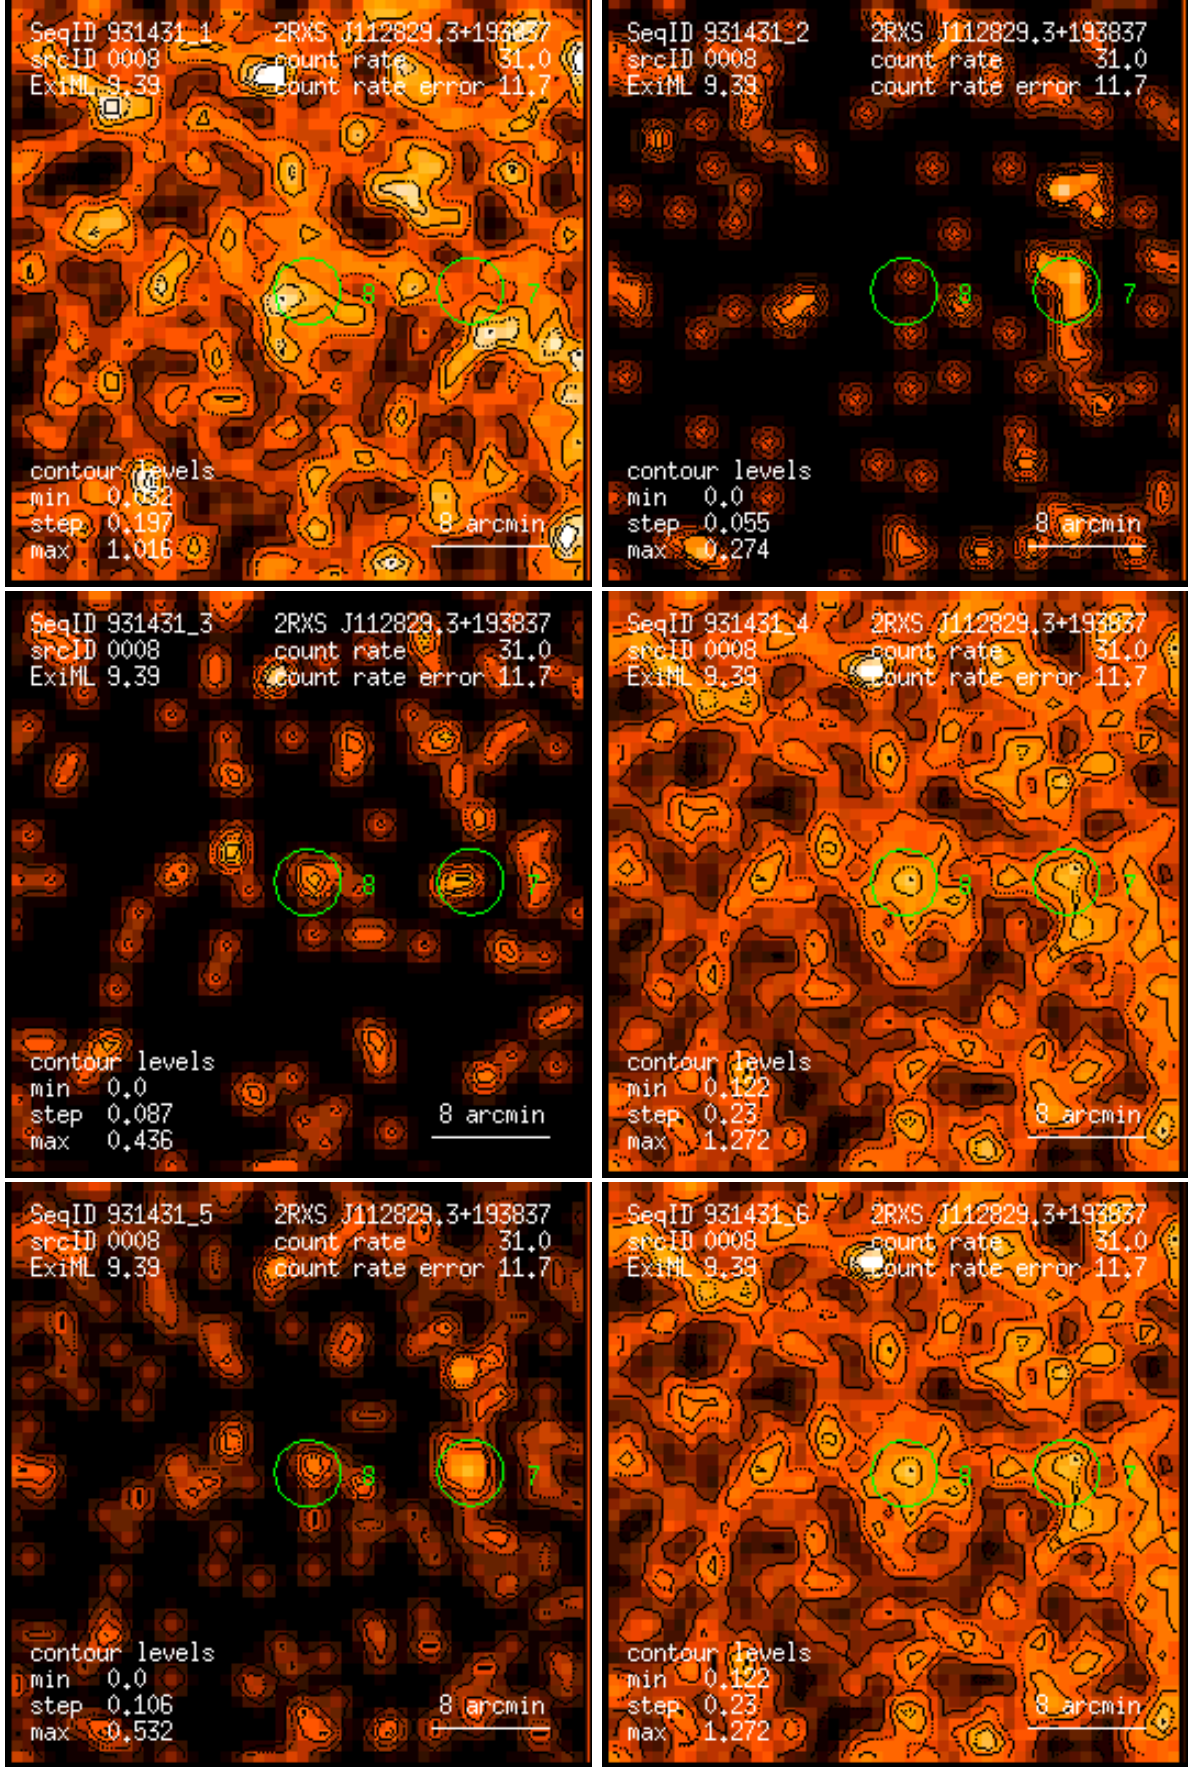 SeqID 931431_1 2RXS J112829.3+193837
srcID 0008 count rate 31.0
ExiML 9.39 count rate error 11.7
8 7
contour levels
min 0.032
step 0.197
max 1.016
8 arcmin
SeqID 931431_2 2RXS J112829.3+193837
srcID 0008 count rate 31.0
ExiML 9.39 count rate error 11.7
8 7
contour levels
min 0.0
step 0.055
max 0.274
8 arcmin
SeqID 931431_3 2RXS J112829.3+193837
srcID 0008 count rate 31.0
ExiML 9.39 count rate error 11.7
8 7
contour levels
min 0.0
step 0.087
max 0.436
8 arcmin
SeqID 931431_4 2RXS J112829.3+193837
srcID 0008 count rate 31.0
ExiML 9.39 count rate error 11.7
8 7
contour levels
min 0.122
step 0.23
max 1.272
8 arcmin
SeqID 931431_5 2RXS J112829.3+193837
srcID 0008 count rate 31.0
ExiML 9.39 count rate error 11.7
8 7
contour levels
min 0.0
step 0.106
max 0.532
8 arcmin
SeqID 931431_6 2RXS J112829.3+193837
srcID 0008 count rate 31.0
ExiML 9.39 count rate error 11.7
8 7
contour levels
min 0.122
step 0.23
max 1.272
8 arcmin